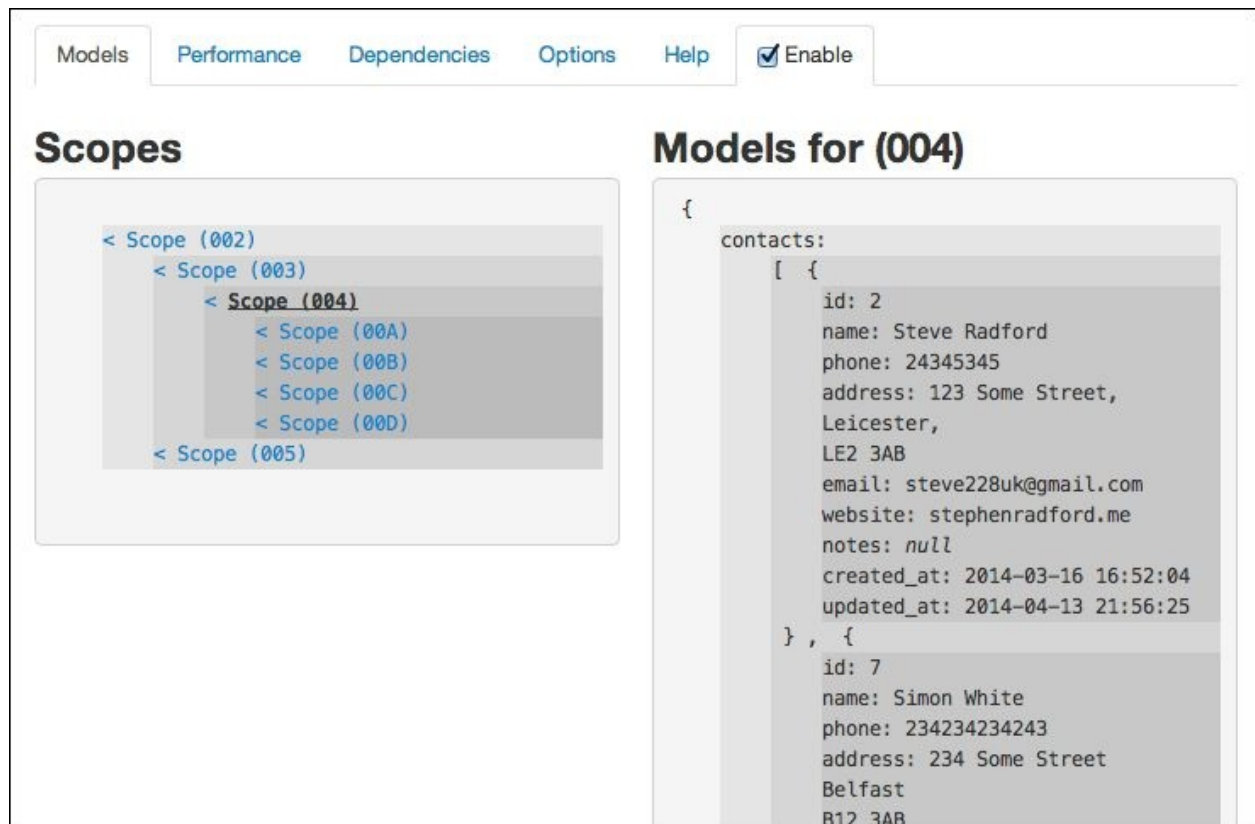 Models Performance Dependencies Options Help Enable
Scopes
< Scope (002)
< Scope (003)
< Scope (004)
< Scope (00A)
< Scope (00B)
< Scope (00C)
< Scope (00D)
< Scope (005)
Models for (004)
{
contacts:
[ {
id: 2
name: Steve Radford
phone: 24345345
address: 123 Some Street,
Leicester,
LE2 3AB
email: steve228uk@gmail.com
website: stephenradford.me
notes: null
created_at: 2014-03-16 16:52:04
updated_at: 2014-04-13 21:56:25
} , {
id: 7
name: Simon White
phone: 234234234243
address: 234 Some Street
Belfast
B12 3AB